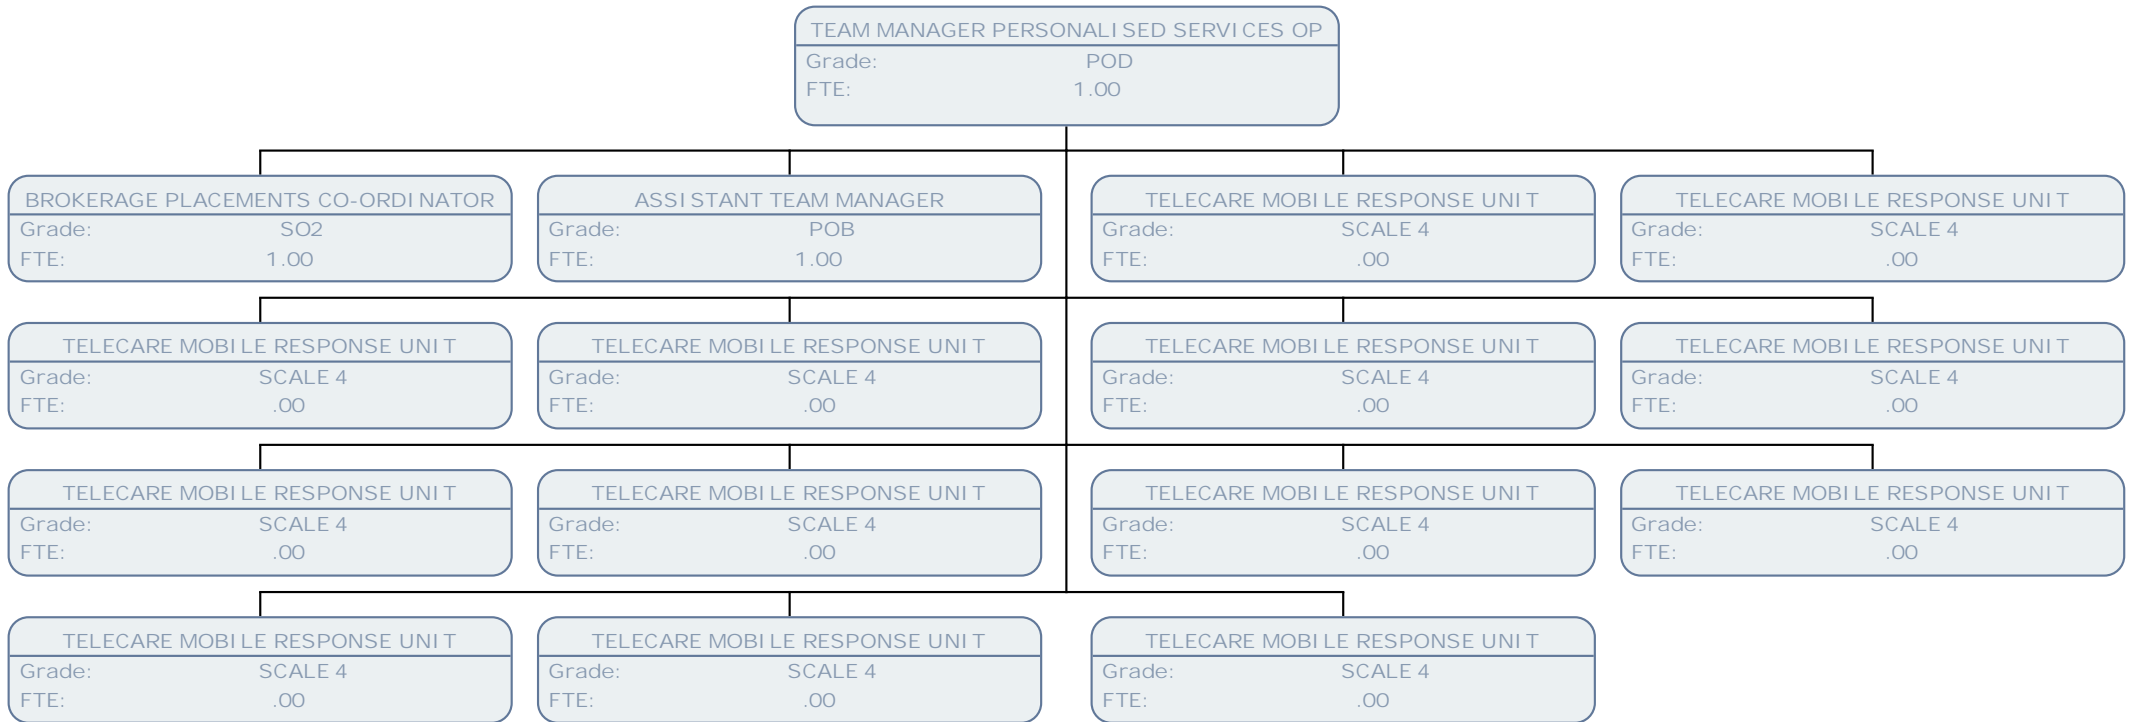 TEAM MANAGER PERSONALISED SERVICES OP
Grade: POD
FTE: 1.00
BROKERAGE PLACEMENTS CO-ORDINATOR
Grade: SO2
FTE: 1.00
ASSISTANT TEAM MANAGER
Grade: POB
FTE: 1.00
TELECARE MOBILE RESPONSE UNIT
Grade: SCALE 4
FTE: .00
TELECARE MOBILE RESPONSE UNIT
Grade: SCALE 4
FTE: .00
TELECARE MOBILE RESPONSE UNIT
Grade: SCALE 4
FTE: .00
TELECARE MOBILE RESPONSE UNIT
Grade: SCALE 4
FTE: .00
TELECARE MOBILE RESPONSE UNIT
Grade: SCALE 4
FTE: .00
TELECARE MOBILE RESPONSE UNIT
Grade: SCALE 4
FTE: .00
TELECARE MOBILE RESPONSE UNIT
Grade: SCALE 4
FTE: .00
TELECARE MOBILE RESPONSE UNIT
Grade: SCALE 4
FTE: .00
TELECARE MOBILE RESPONSE UNIT
Grade: SCALE 4
FTE: .00
TELECARE MOBILE RESPONSE UNIT
Grade: SCALE 4
FTE: .00
TELECARE MOBILE RESPONSE UNIT
Grade: SCALE 4
FTE: .00
TELECARE MOBILE RESPONSE UNIT
Grade: SCALE 4
FTE: .00
TELECARE MOBILE RESPONSE UNIT
Grade: SCALE 4
FTE: .00